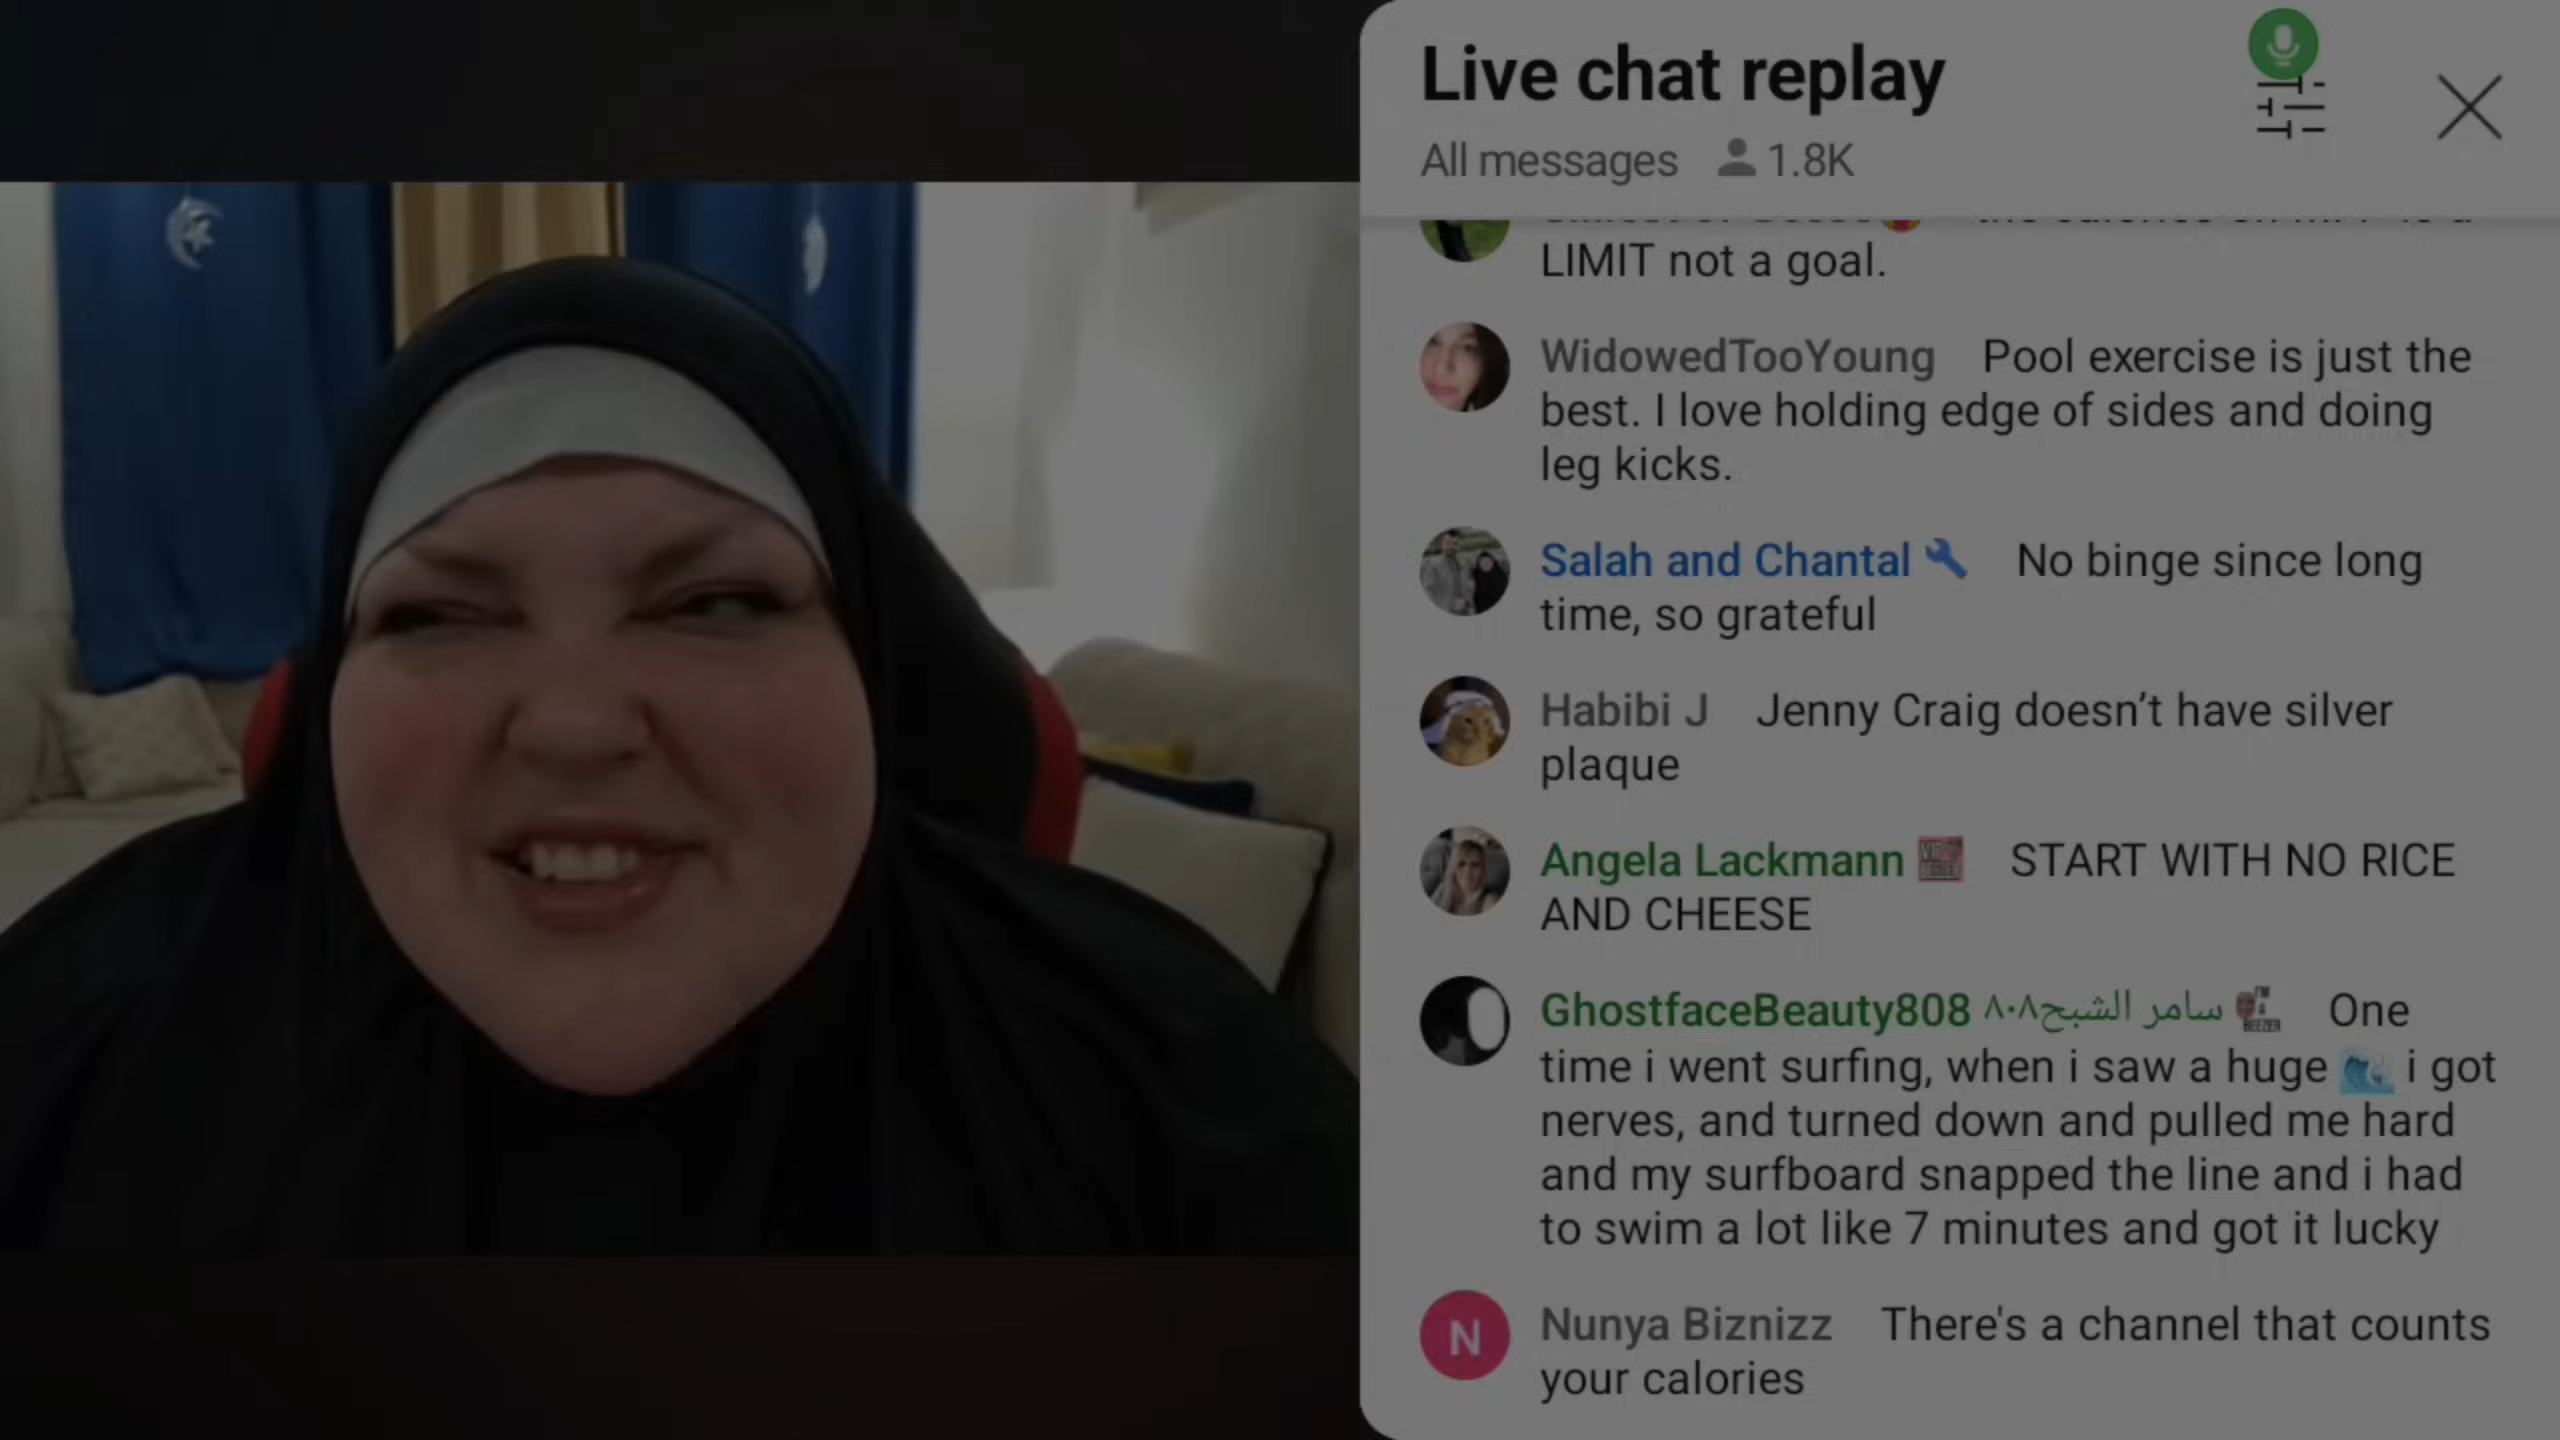 Live chat replay
All messages 1.8K
LIMIT not a goal.
WidowedTooYoung Pool exercise is just the
best. I love holding edge of sides and doing
leg kicks.
Salah and Chantal No binge since long
time, so grateful
Habibi J Jenny Craig doesn’t have silver
plaque
Angela Lackmann START WITH NO RICE
AND CHEESE
GhostfaceBeauty808 سامر الشبح٨٠٨ I'M A BEEZER One
time i went surfing, when i saw a huge 🌊 i got
nerves, and turned down and pulled me hard
and my surfboard snapped the line and i had
to swim a lot like 7 minutes and got it lucky
N Nunya Biznizz There's a channel that counts
your calories